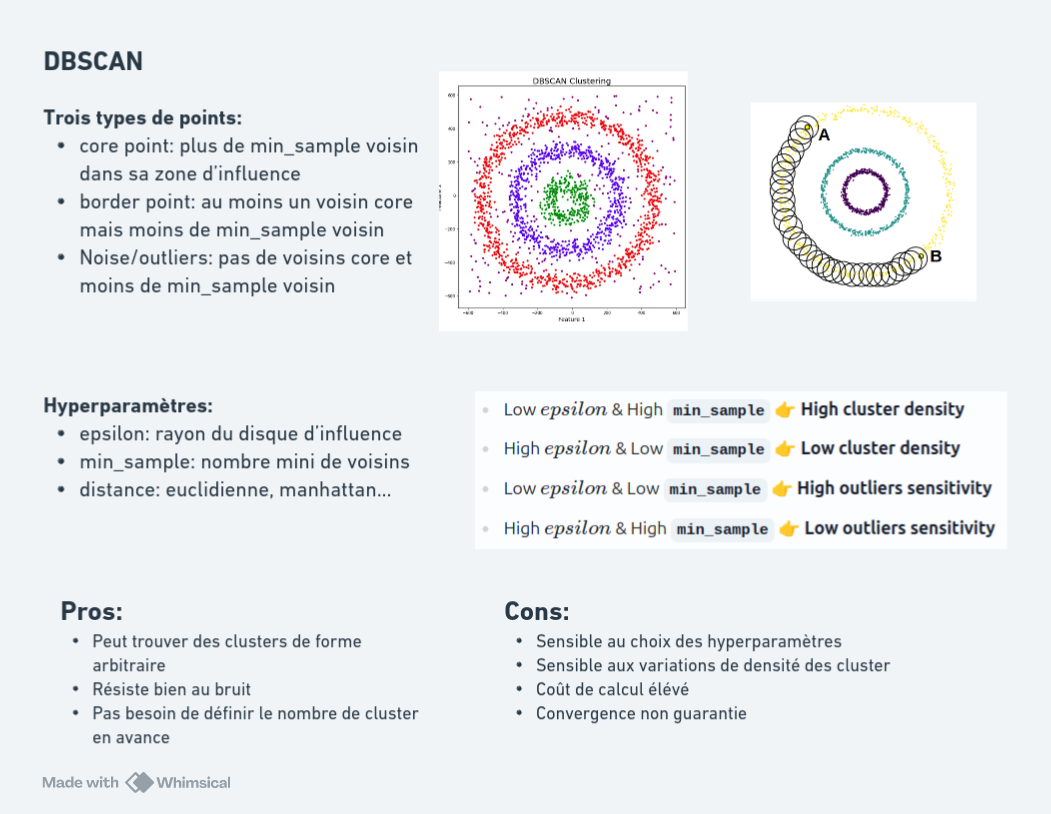 DBSCAN
Trois types de points:
• core point: plus de min_sample voisin
dans sa zone d'influence
• border point: au moins un voisin core
mais moins de min_sample voisin
• Noise/outliers: pas de voisins core et
moins de min_sample voisin
DBSCAN Clustering
600
400
200
0
-200
-400
-600
-600 -400 -200 0 200 400 600
Feature 1
A
B
Hyperparamètres:
• epsilon: rayon du disque d'influence
• min_sample: nombre mini de voisins
• distance: euclidienne, manhattan...
• Low epsilon & High min_sample 👉 High cluster density
• High epsilon & Low min_sample 👉 Low cluster density
• Low epsilon & Low min_sample 👉 High outliers sensitivity
• High epsilon & High min_sample 👉 Low outliers sensitivity
Pros:
• Peut trouver des clusters de forme
arbitraire
• Résiste bien au bruit
• Pas besoin de définir le nombre de cluster
en avance
Cons:
• Sensible au choix des hyperparamètres
• Sensible aux variations de densité des cluster
• Coût de calcul élévé
• Convergence non guarantie
Made with Whimsical